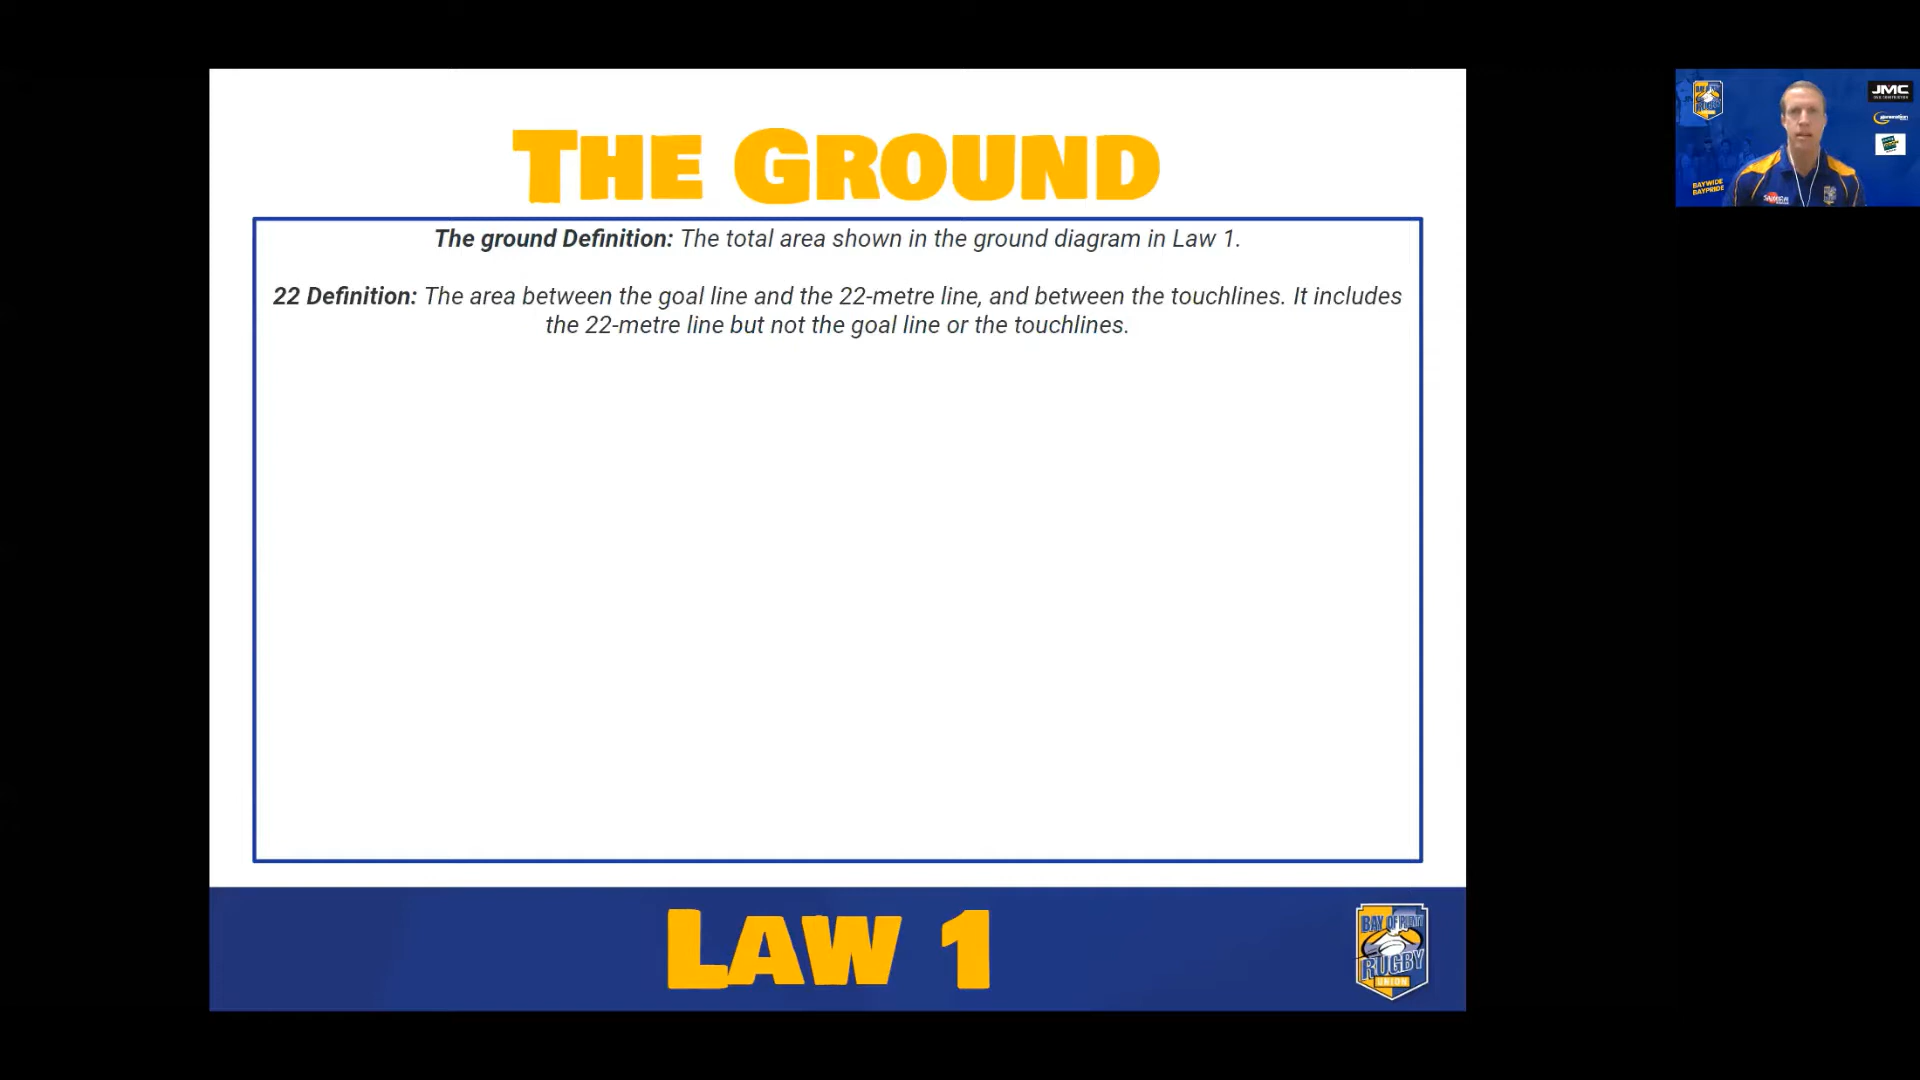 THE GROUND
The ground Definition: The total area shown in the ground diagram in Law 1.
22 Definition: The area between the goal line and the 22-metre line, and between the touchlines. It includes
the 22-metre line but not the goal line or the touchlines.
LAW 1
BAY OF PLENTY
RUGBY
UNION
JMC
BAYWIDE
BAYPRIDE